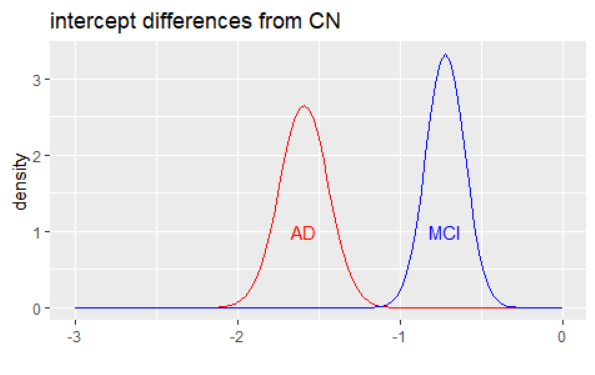 intercept differences from CN
density
3
2
1
0
AD
MCI
-3
-2
-1
0